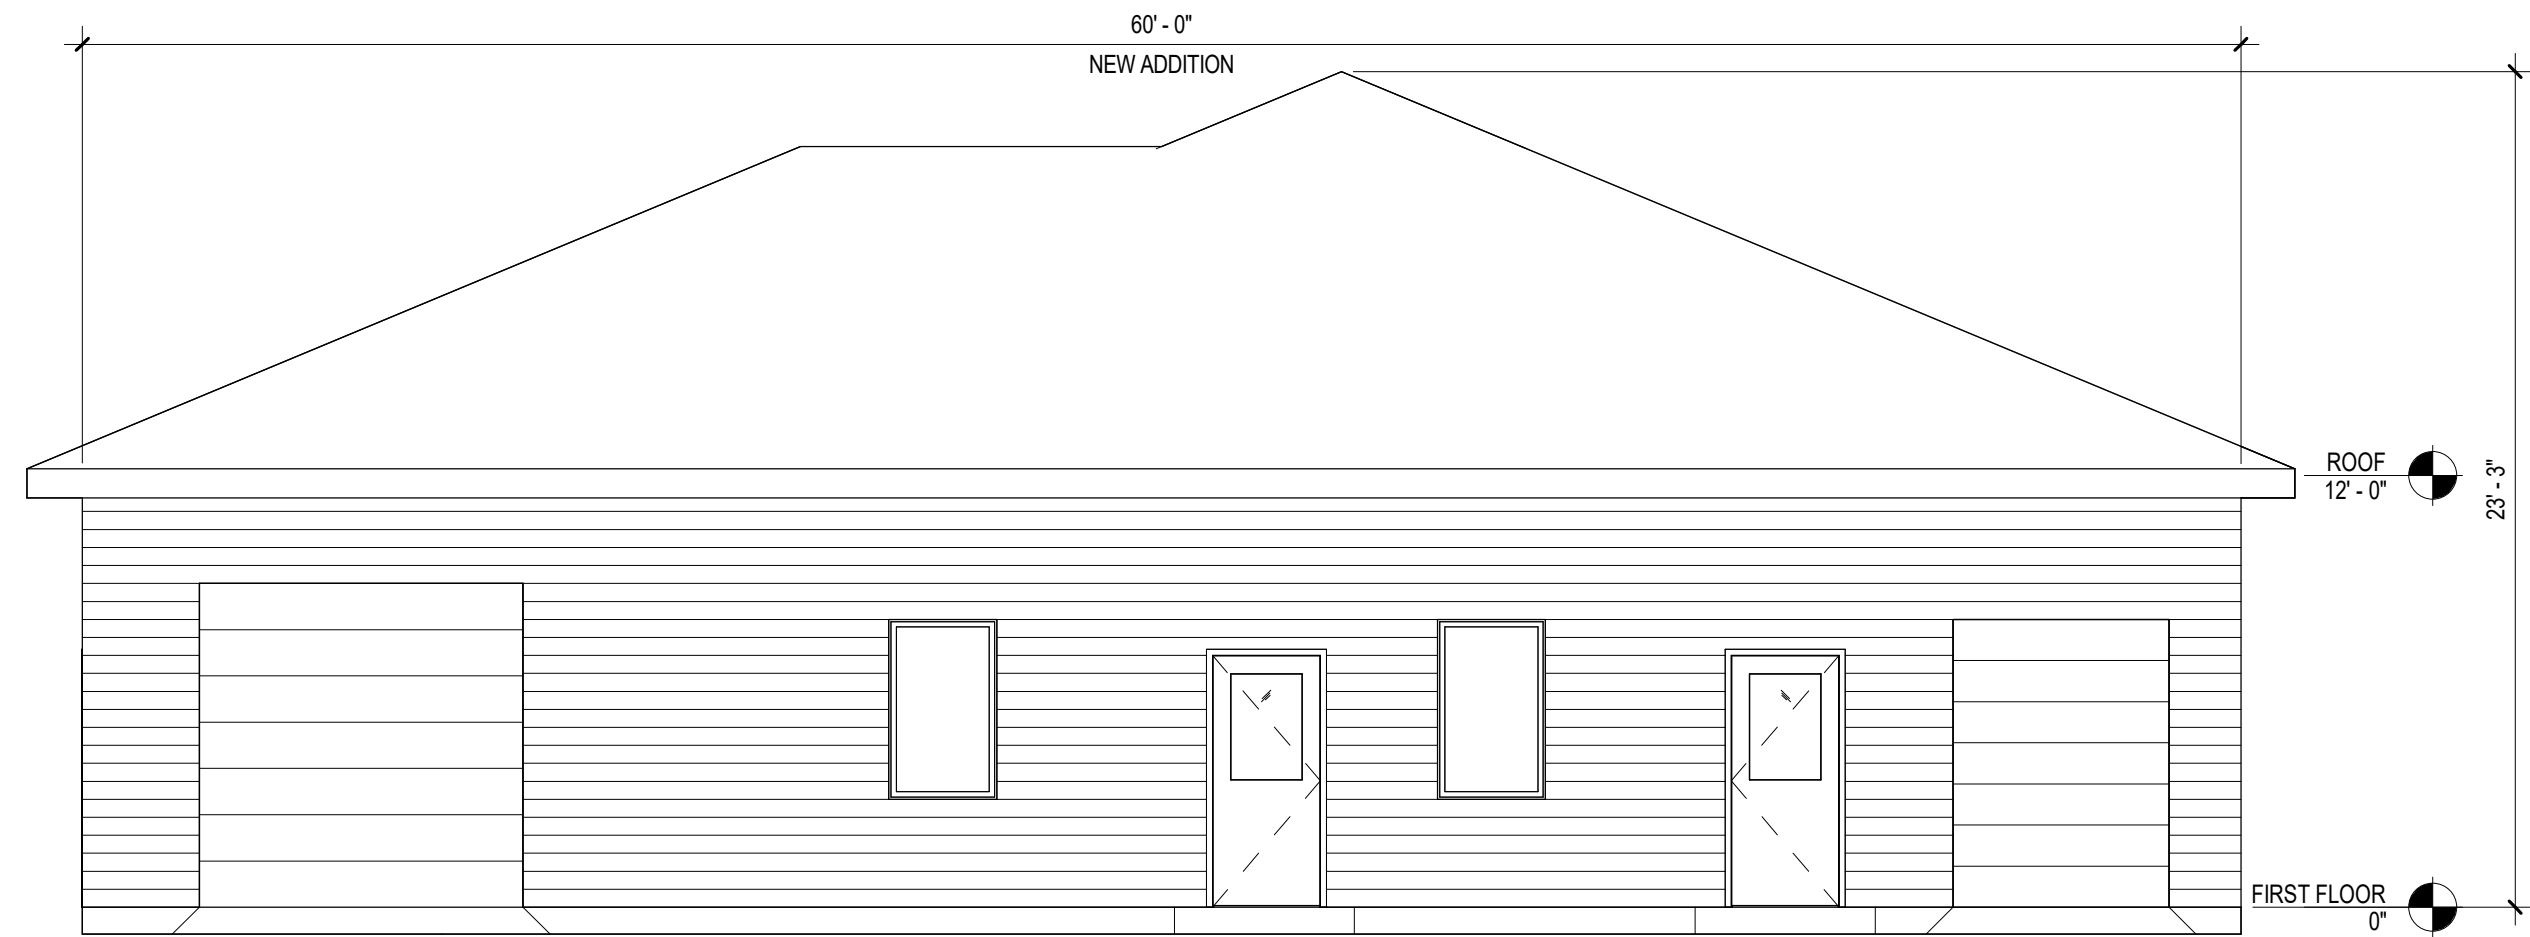 60' - 0"
NEW ADDITION
ROOF
12' - 0"
23' - 3"
FIRST FLOOR
0"